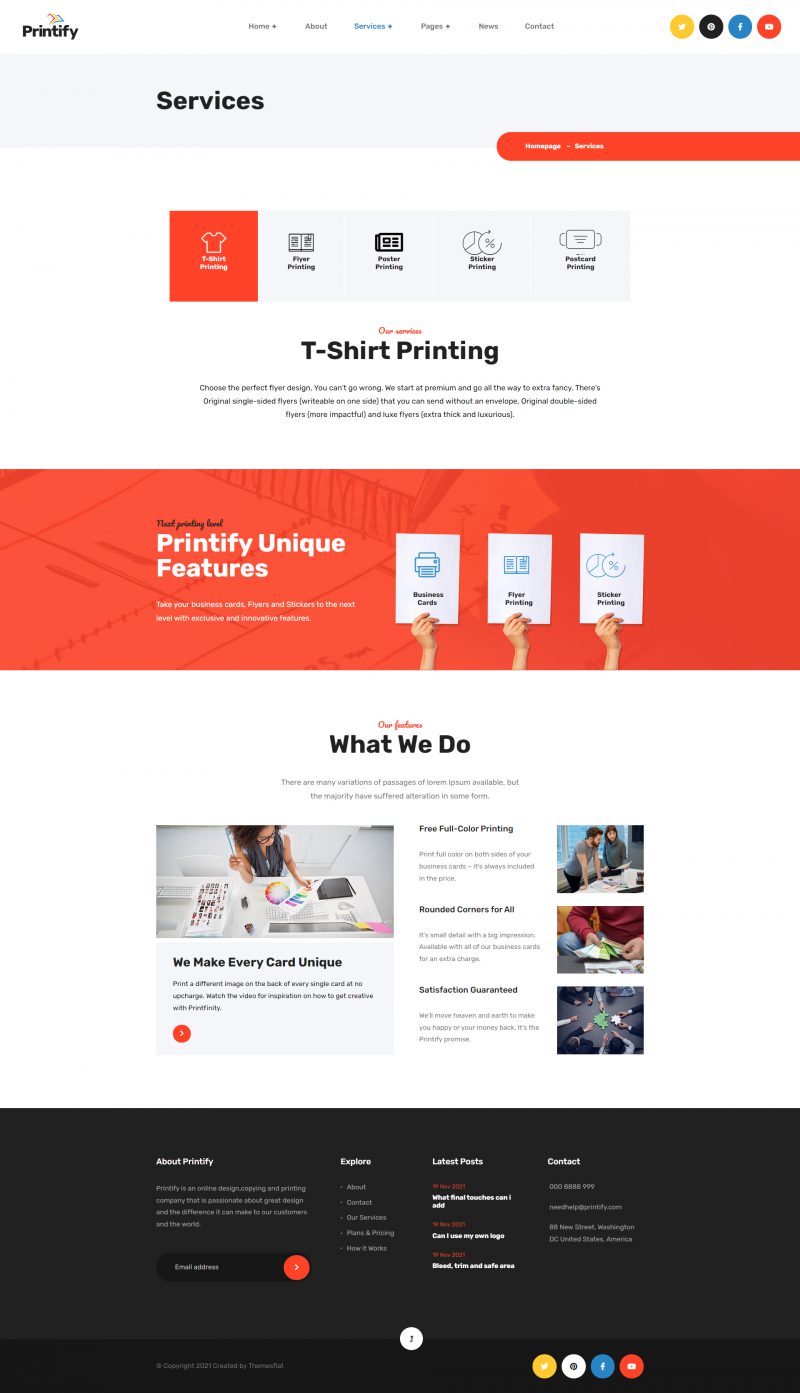 Printify
Home +
About
Services +
Pages +
News
Contact
Services
Homepage – Services
T-Shirt
Printing
Flyer
Printing
Poster
Printing
Sticker
Printing
Postcard
Printing
Our services
T-Shirt Printing
Choose the perfect flyer design. You can't go wrong. We start at premium and go all the way to extra fancy. There's
Original single-sided flyers (writeable on one side) that you can send without an envelope. Original double-sided
flyers (more impactful) and luxe flyers (extra thick and luxurious).
Next printing level
Printify Unique
Features
Take your business cards, Flyers and Stickers to the next
level with exclusive and innovative features.
Business
Cards
Flyer
Printing
Sticker
Printing
Our features
What We Do
There are many variations of passages of lorem Ipsum available, but
the majority have suffered alteration in some form.
We Make Every Card Unique
Print a different image on the back of every single card at no
upcharge. Watch the video for inspiration on how to get creative
with Printfinity.
Free Full-Color Printing
Print full color on both sides of your
business cards – it's always included
in the price.
Rounded Corners for All
It's small detail with a big impression.
Available with all of our business cards
for an extra charge.
Satisfaction Guaranteed
We'll move heaven and earth to make
you happy or your money back. It's the
Printify promise.
About Printify
Printify is an online design,copying and printing
company that is passionate about great design
and the difference it can make to our customers
and the world.
Email address
Explore
About
Contact
Our Services
Plans & Pricing
How it Works
Latest Posts
19 Nov 2021
What final touches can i
add
19 Nov 2021
Can I use my own logo
19 Nov 2021
Bleed, trim and safe area
Contact
000 8888 999
needhelp@printify.com
88 New Street, Washington
DC United States, America
© Copyright 2021 Created by Themesflat